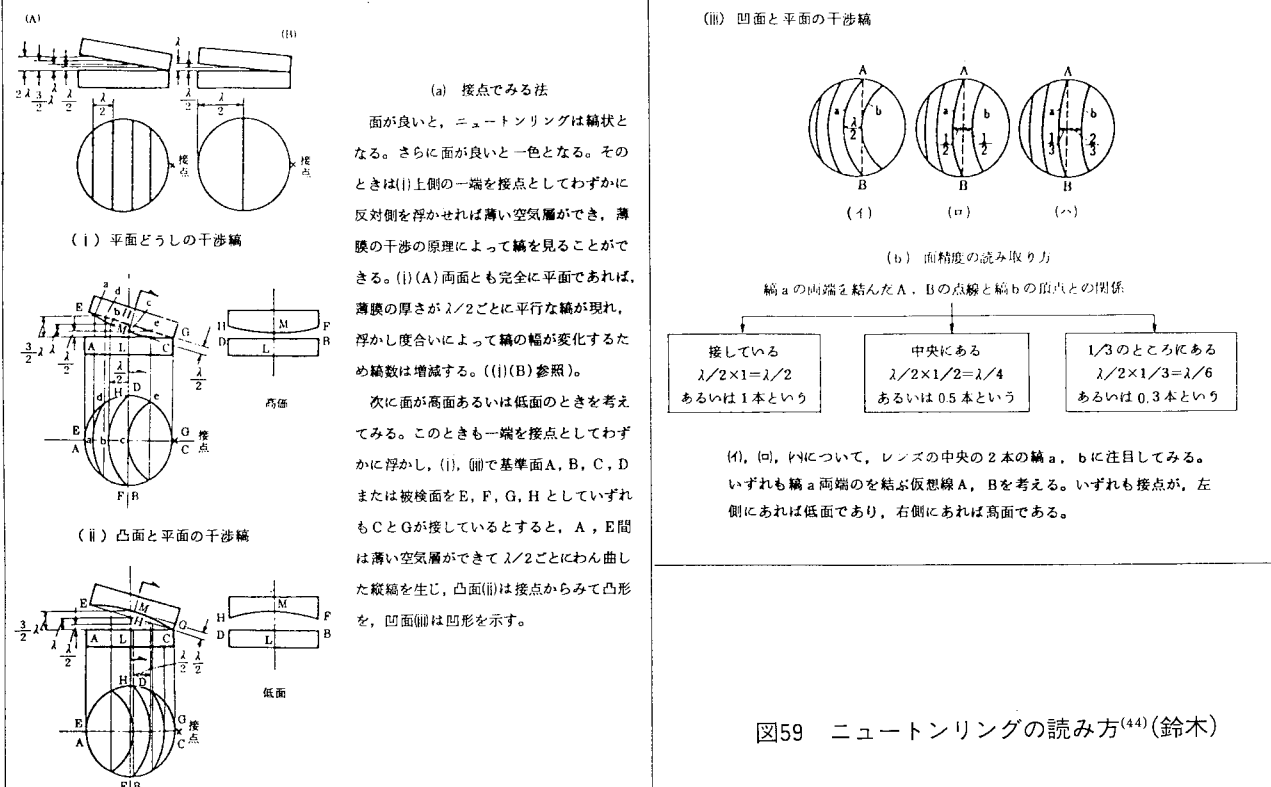 (A)
(B)
2λ 3/2λ λ λ/2
λ/2
λ/2
λ/2
接点
接点
(i) 平面どうしの干渉縞
a
d
b
H
c
e
E
M
G
A
L
C
3/2λ
λ
λ/2
λ/2
λ/2
H
M
F
D
L
B
高価
H
D
d
e
E
a
b
c
G
A
C
接点
F
B
(ii) 凸面と平面の干渉縞
E
M
H
G
A
L
C
3/2λ
λ
λ/2
λ/2
λ/2
H
M
F
D
L
B
低面
H
D
E
G
A
C
接点
F
B
(a) 接点でみる法
面が良いと，ニュートンリングは縞状と
なる。さらに面が良いと一色となる。その
ときは(i)上側の一端を接点としてわずかに
反対側を浮かせれば薄い空気層ができ，薄
膜の干渉の原理によって縞を見ることがで
きる。(i)(A)両面とも完全に平面であれば，
薄膜の厚さがλ/2ごとに平行な縞が現れ，
浮かし度合いによって縞の幅が変化するた
め縞数は増減する。((i)(B)参照)。
次に面が高面あるいは低面のときを考え
てみる。このときも一端を接点としてわず
かに浮かし，(i)，(iii)で基準面A，B，C，D
または被検面をE，F，G，Hとしていずれ
もCとGが接しているとすると，A，E間
は薄い空気層ができてλ/2ごとにわん曲し
た縦縞を生じ，凸面(ii)は接点からみて凸形
を，凹面(iii)は凹形を示す。
(iii) 凹面と平面の干渉縞
A
a
b
λ/2
B
(イ)
A
a
b
1/2
1/2
B
(ロ)
A
a
b
1/3
2/3
B
(ハ)
(b) 面精度の読み取り方
縞aの両端を結んだA，Bの点線と縞bの頂点との関係
接している
λ/2×1=λ/2
あるいは1本という
中央にある
λ/2×1/2=λ/4
あるいは0.5本という
1/3のところにある
λ/2×1/3=λ/6
あるいは0.3本という
(イ)，(ロ)，(ハ)について，レンズの中央の2本の縞a，bに注目してみる。
いずれも縞a両端のを結ぶ仮想線A，Bを考える。いずれも接点が，左
側にあれば低面であり，右側にあれば高面である。
図59 ニュートンリングの読み方(44)(鈴木)